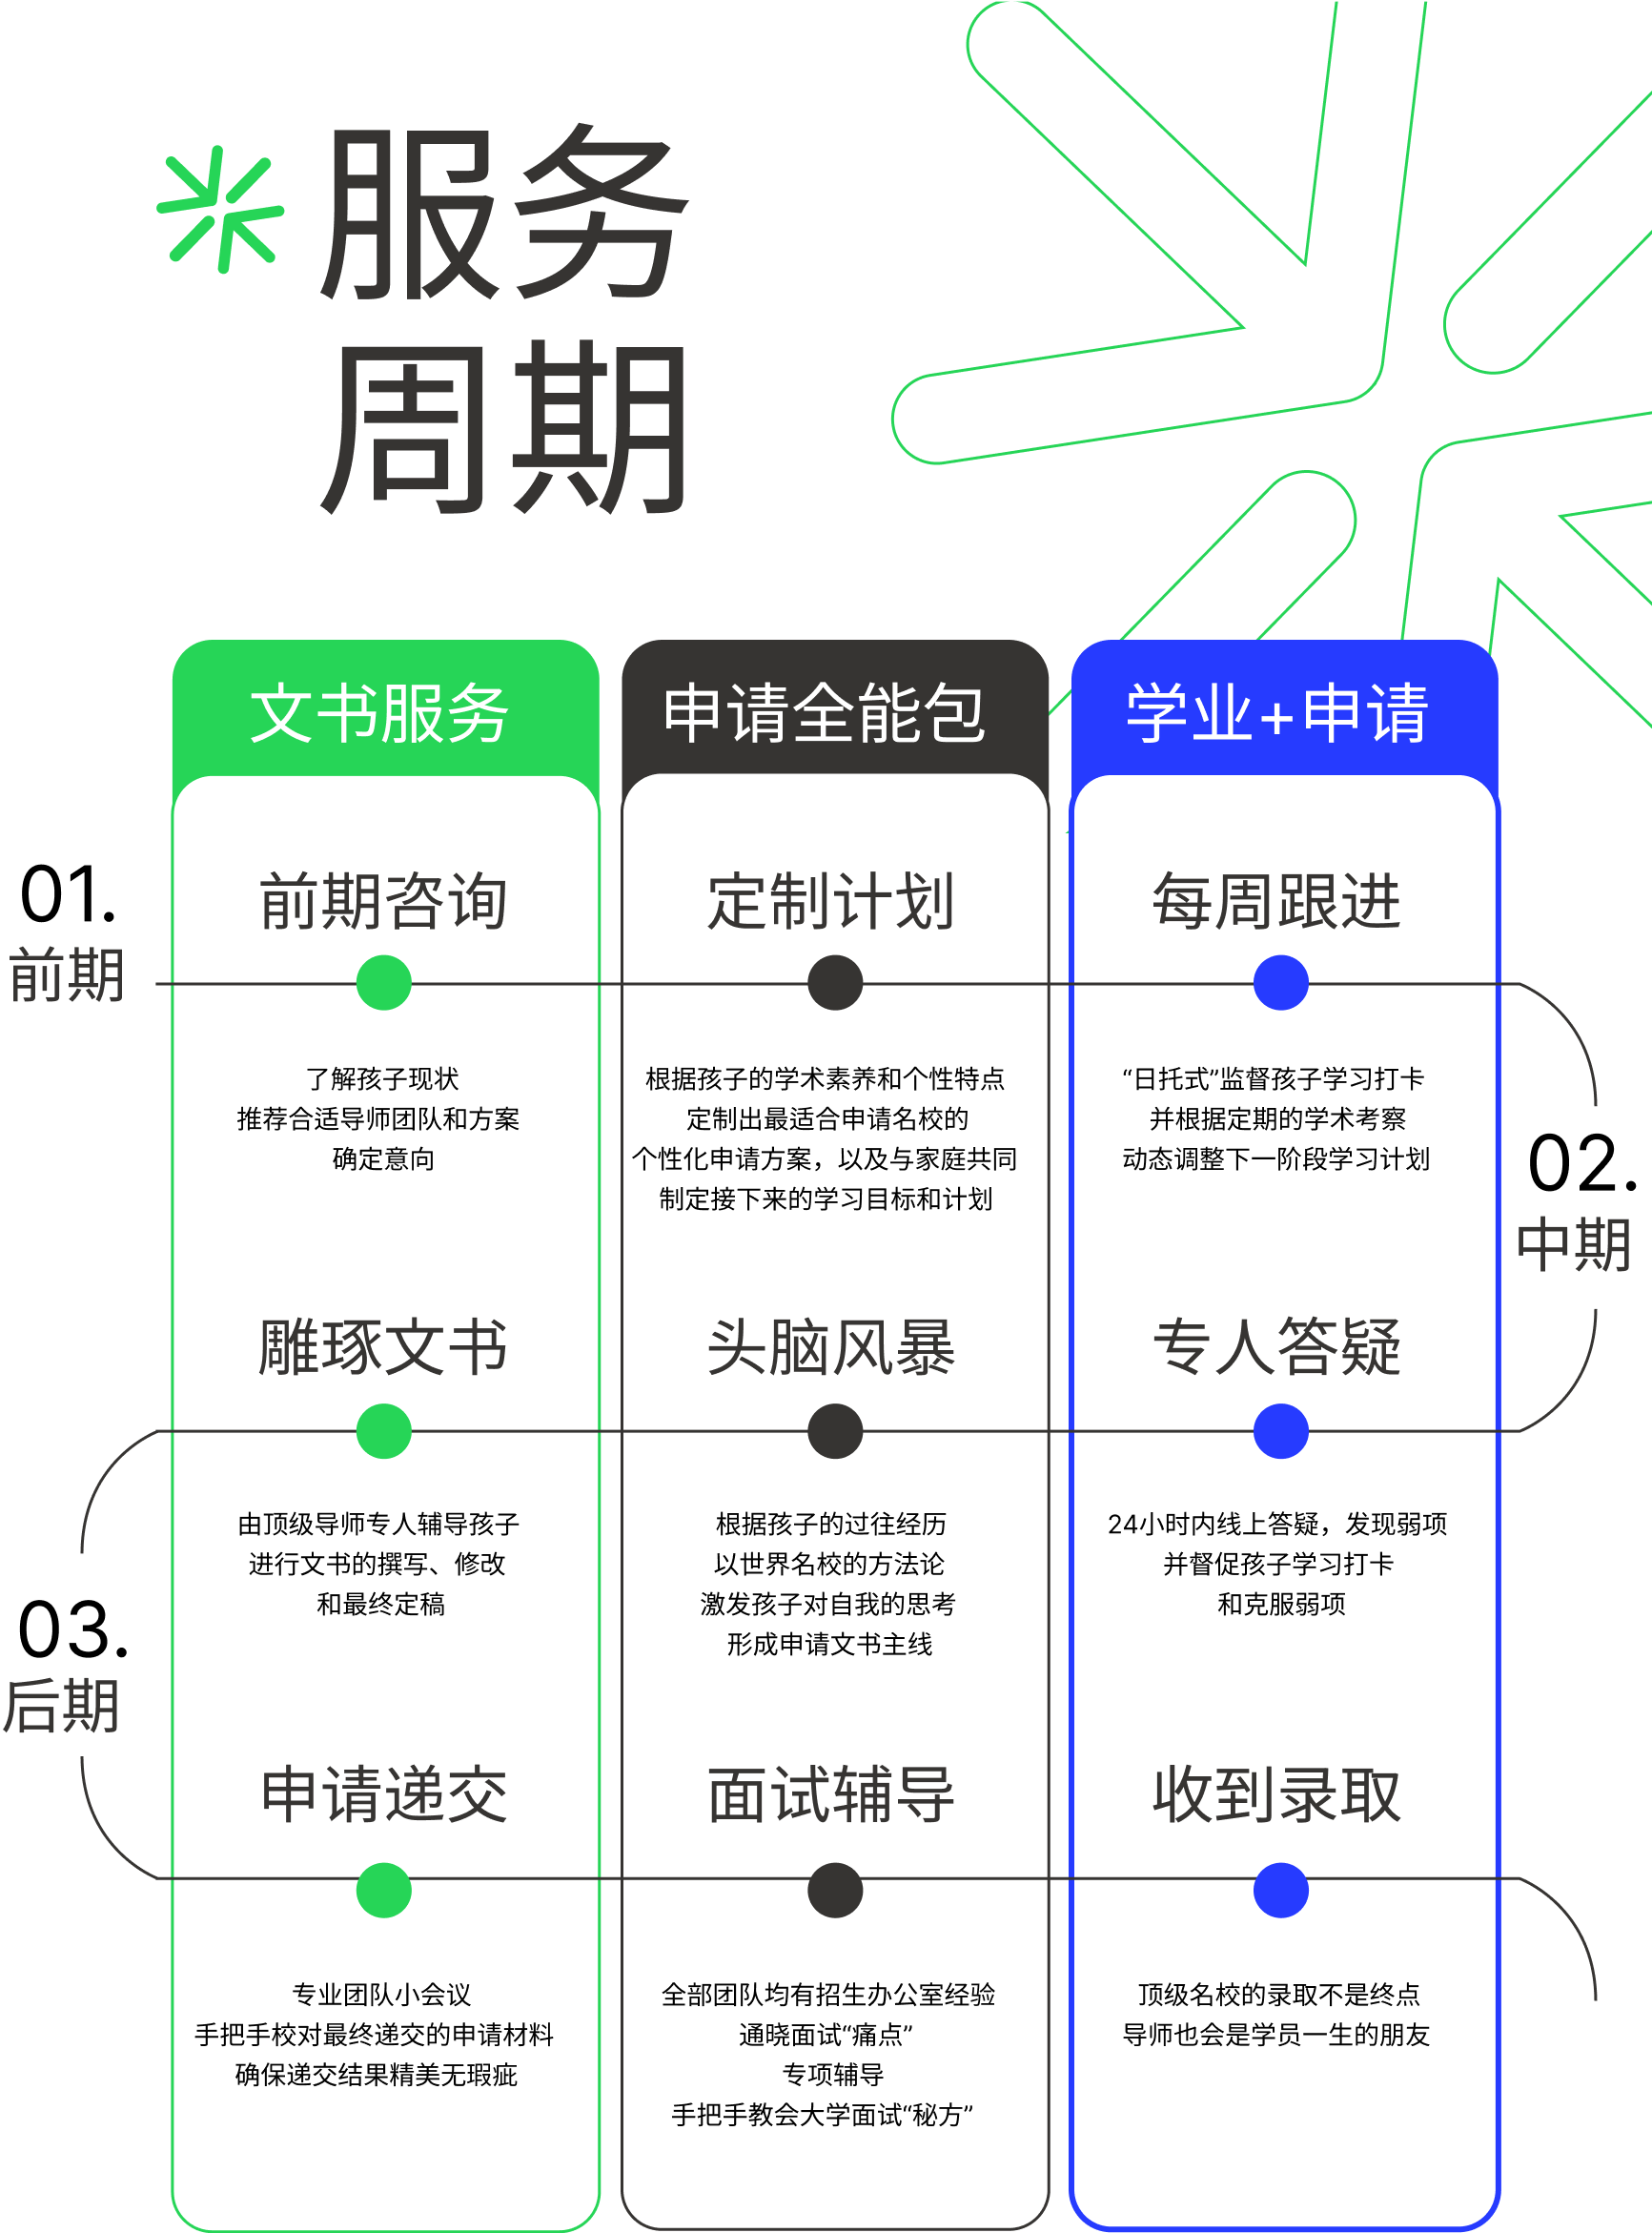 服务
周期
文书服务
申请全能包
学业+申请
01.
前期
前期咨询
定制计划
每周跟进
了解孩子现状
推荐合适导师团队和方案
确定意向
根据孩子的学术素养和个性特点
定制出最适合申请名校的
个性化申请方案，以及与家庭共同
制定接下来的学习目标和计划
“日托式”监督孩子学习打卡
并根据定期的学术考察
动态调整下一阶段学习计划
02.
中期
雕琢文书
头脑风暴
专人答疑
由顶级导师专人辅导孩子
进行文书的撰写、修改
和最终定稿
根据孩子的过往经历
以世界名校的方法论
激发孩子对自我的思考
形成申请文书主线
24小时内线上答疑，发现弱项
并督促孩子学习打卡
和克服弱项
03.
后期
申请递交
面试辅导
收到录取
专业团队小会议
手把手校对最终递交的申请材料
确保递交结果精美无瑕疵
全部团队均有招生办公室经验
通晓面试“痛点”
专项辅导
手把手教会大学面试“秘方”
顶级名校的录取不是终点
导师也会是学员一生的朋友